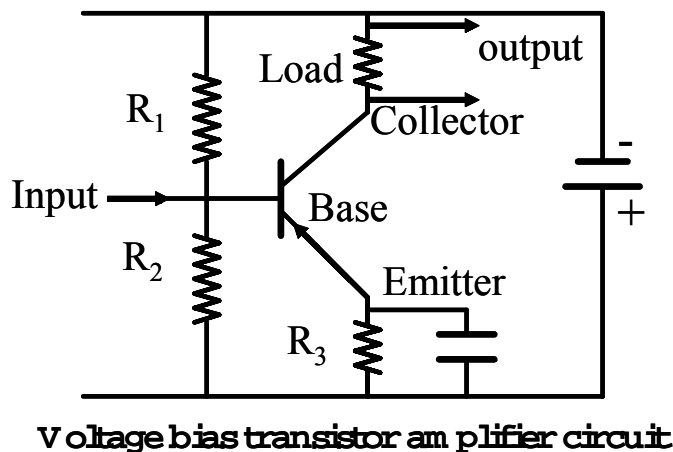 output
Load
R1
Collector
-
Input
Base
+
R2
Emitter
R3
Voltage bias transistor amplifier circuit